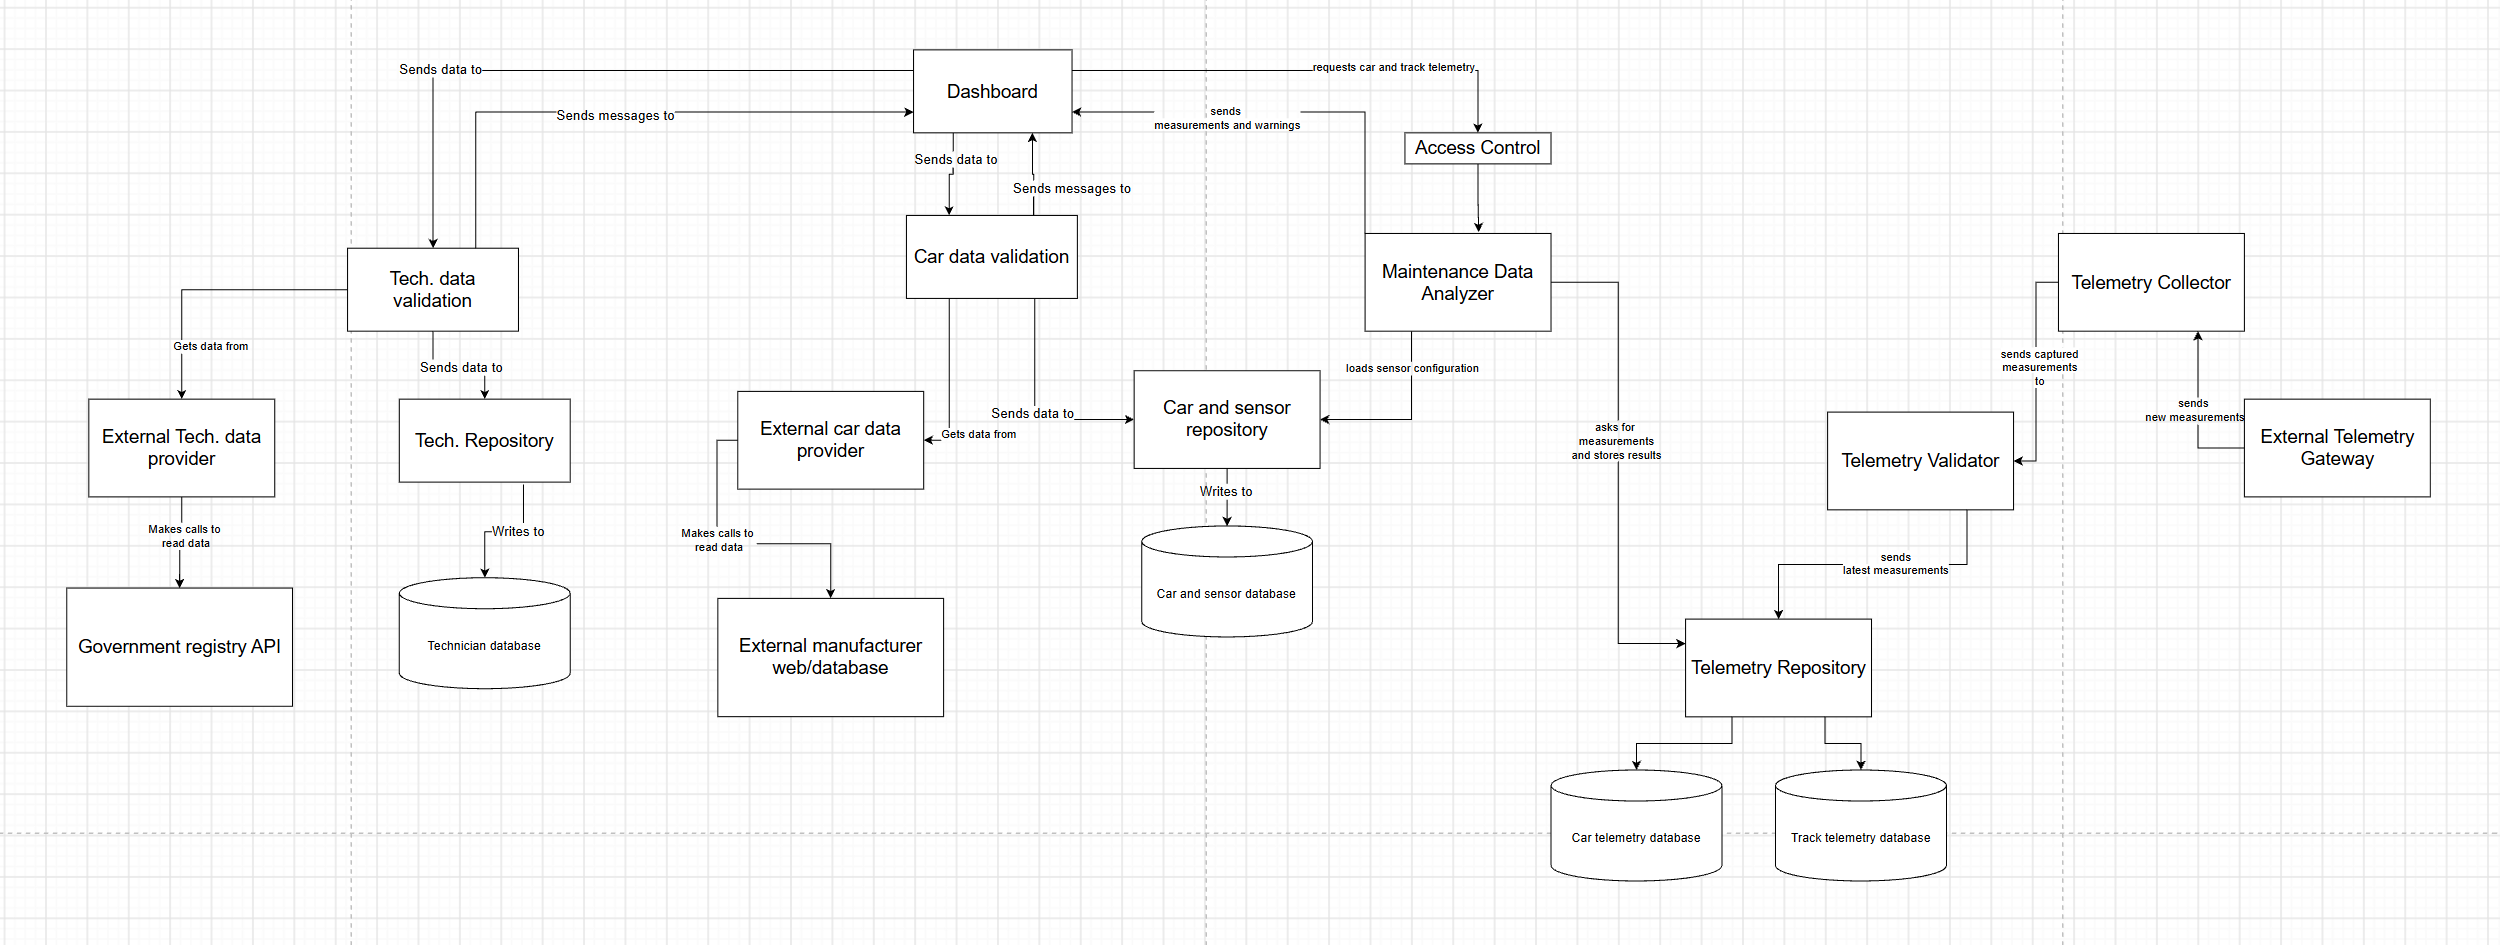 Sends data to
Dashboard
requests car and track telemetry
Sends messages to
sends
measurements and warnings
Access Control
Sends data to
Sends messages to
Car data validation
Tech. data
validation
Maintenance Data
Analyzer
Telemetry Collector
Gets data from
Sends data to
loads sensor configuration
sends captured
measurements
to
External Tech. data
provider
Tech. Repository
External car data
provider
Sends data to
Gets data from
Car and sensor
repository
asks for
measurements
and stores results
Telemetry Validator
sends
new measurements
External Telemetry
Gateway
Makes calls to
read data
Writes to
Makes calls to
read data
Writes to
sends
latest measurements
Government registry API
Technician database
External manufacturer
web/database
Car and sensor database
Telemetry Repository
Car telemetry database
Track telemetry database